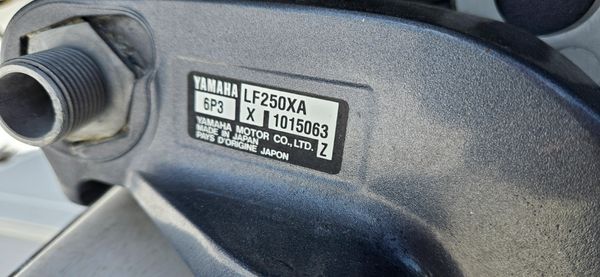 YAMAHA LF250XA
6P3 X 1015063
YAMAHA MOTOR CO., LTD.
MADE IN JAPAN
PAYS D'ORIGINE JAPON Z